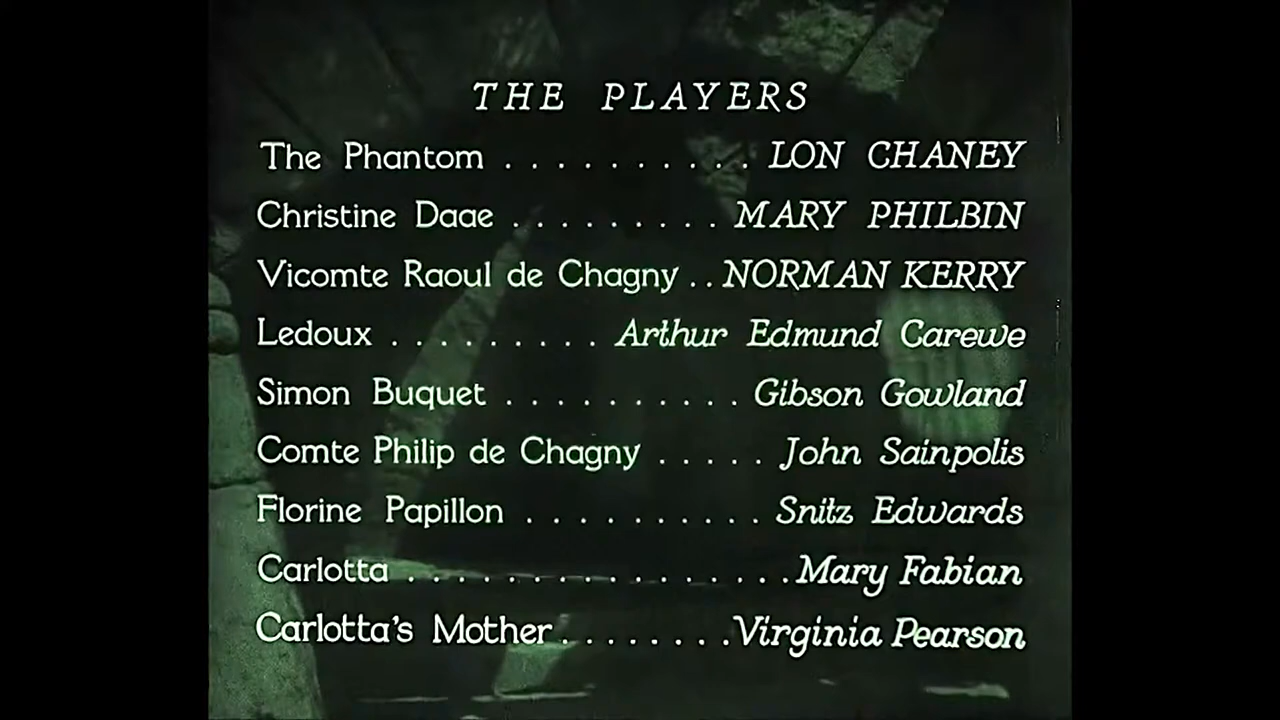 THE PLAYERS
The Phantom . . . . . . . . . . LON CHANEY
Christine Daae . . . . . . . . . MARY PHILBIN
Vicomte Raoul de Chagny . . NORMAN KERRY
Ledoux . . . . . . . . . Arthur Edmund Carewe
Simon Buquet . . . . . . . . . . Gibson Gowland
Comte Philip de Chagny . . . . . John Sainpolis
Florine Papillon . . . . . . . . . . Snitz Edwards
Carlotta . . . . . . . . . . . . . . . . . Mary Fabian
Carlotta's Mother . . . . . . . . Virginia Pearson